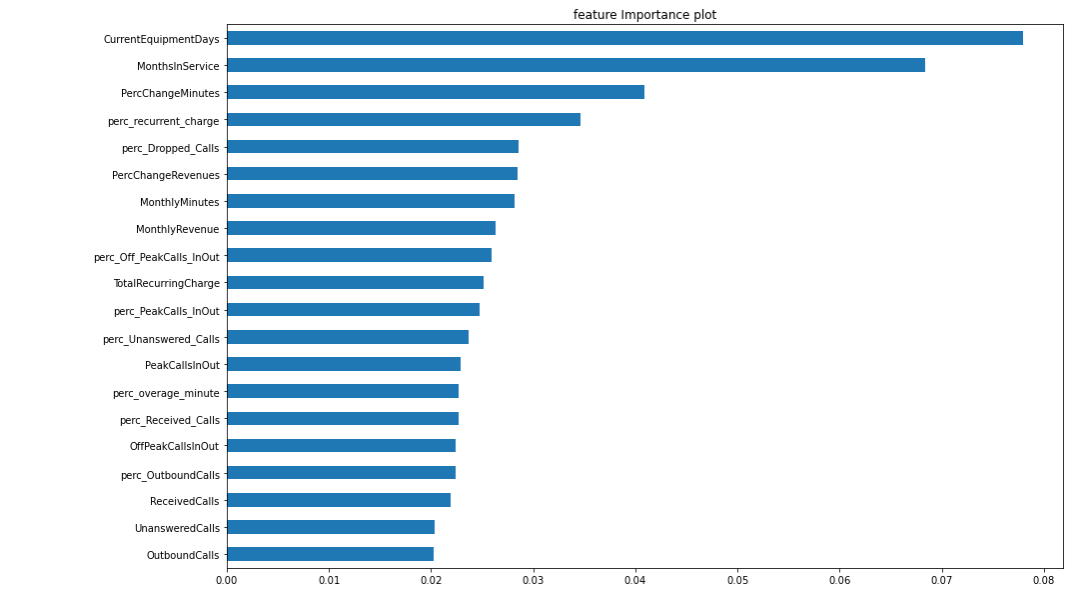 feature Importance plot
CurrentEquipmentDays
MonthsInService
PercChangeMinutes
perc_recurrent_charge
perc_Dropped_Calls
PercChangeRevenues
MonthlyMinutes
MonthlyRevenue
perc_Off_PeakCalls_InOut
TotalRecurringCharge
perc_PeakCalls_InOut
perc_Unanswered_Calls
PeakCallsInOut
perc_overage_minute
perc_Received_Calls
OffPeakCallsInOut
perc_OutboundCalls
ReceivedCalls
UnansweredCalls
OutboundCalls
0.00 0.01 0.02 0.03 0.04 0.05 0.06 0.07 0.08